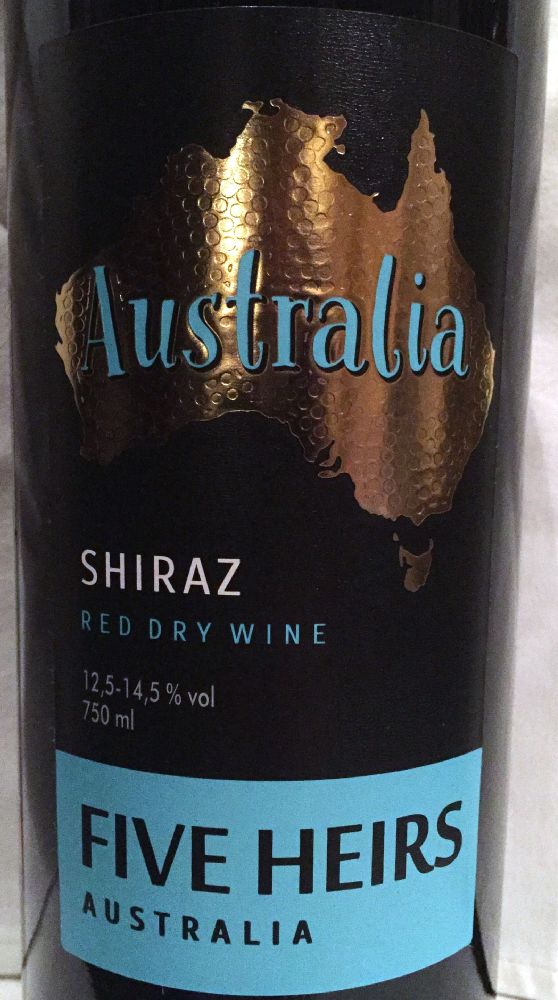 Australia
SHIRAZ
RED DRY WINE
12,5-14,5 % vol
750 ml
FIVE HEIRS
AUSTRALIA